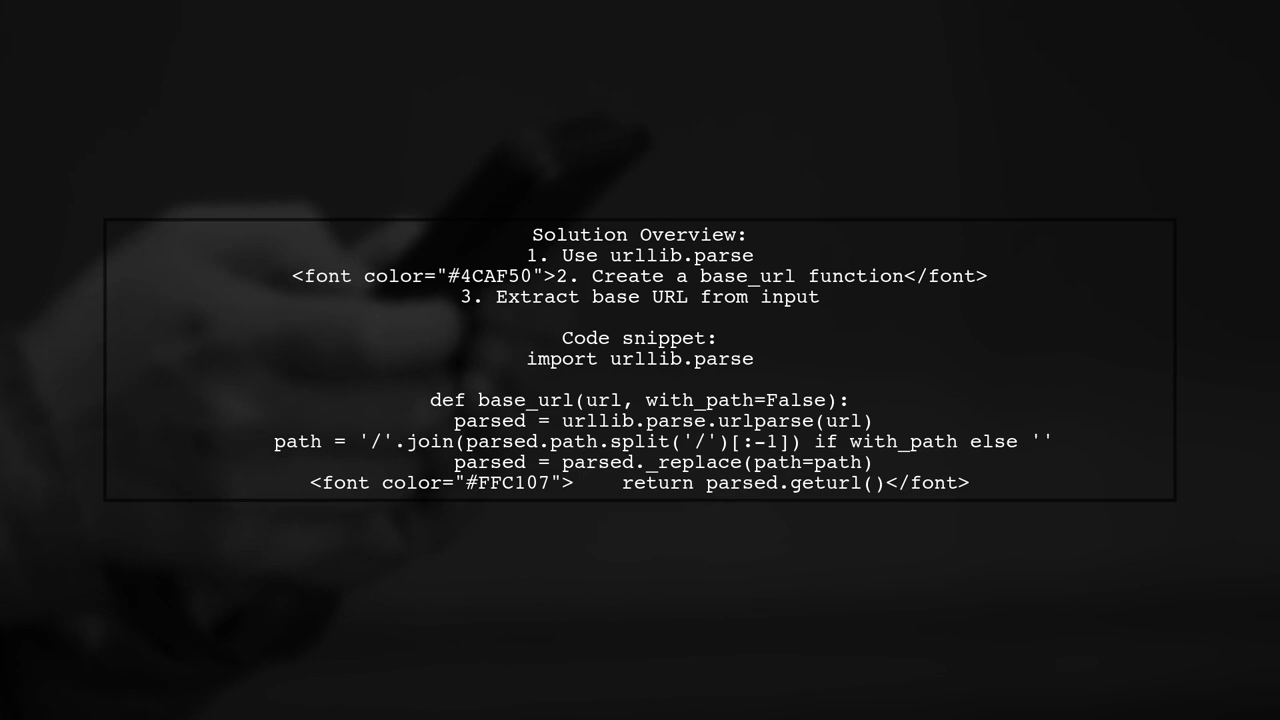 Solution Overview:
1. Use urllib.parse
<font color="#4CAF50">2. Create a base_url function</font>
3. Extract base URL from input
Code snippet:
import urllib.parse
def base_url(url, with_path=False):
parsed = urllib.parse.urlparse(url)
path = '/'.join(parsed.path.split('/')[:-1]) if with_path else ''
parsed = parsed._replace(path=path)
<font color="#FFC107">    return parsed.geturl()</font>